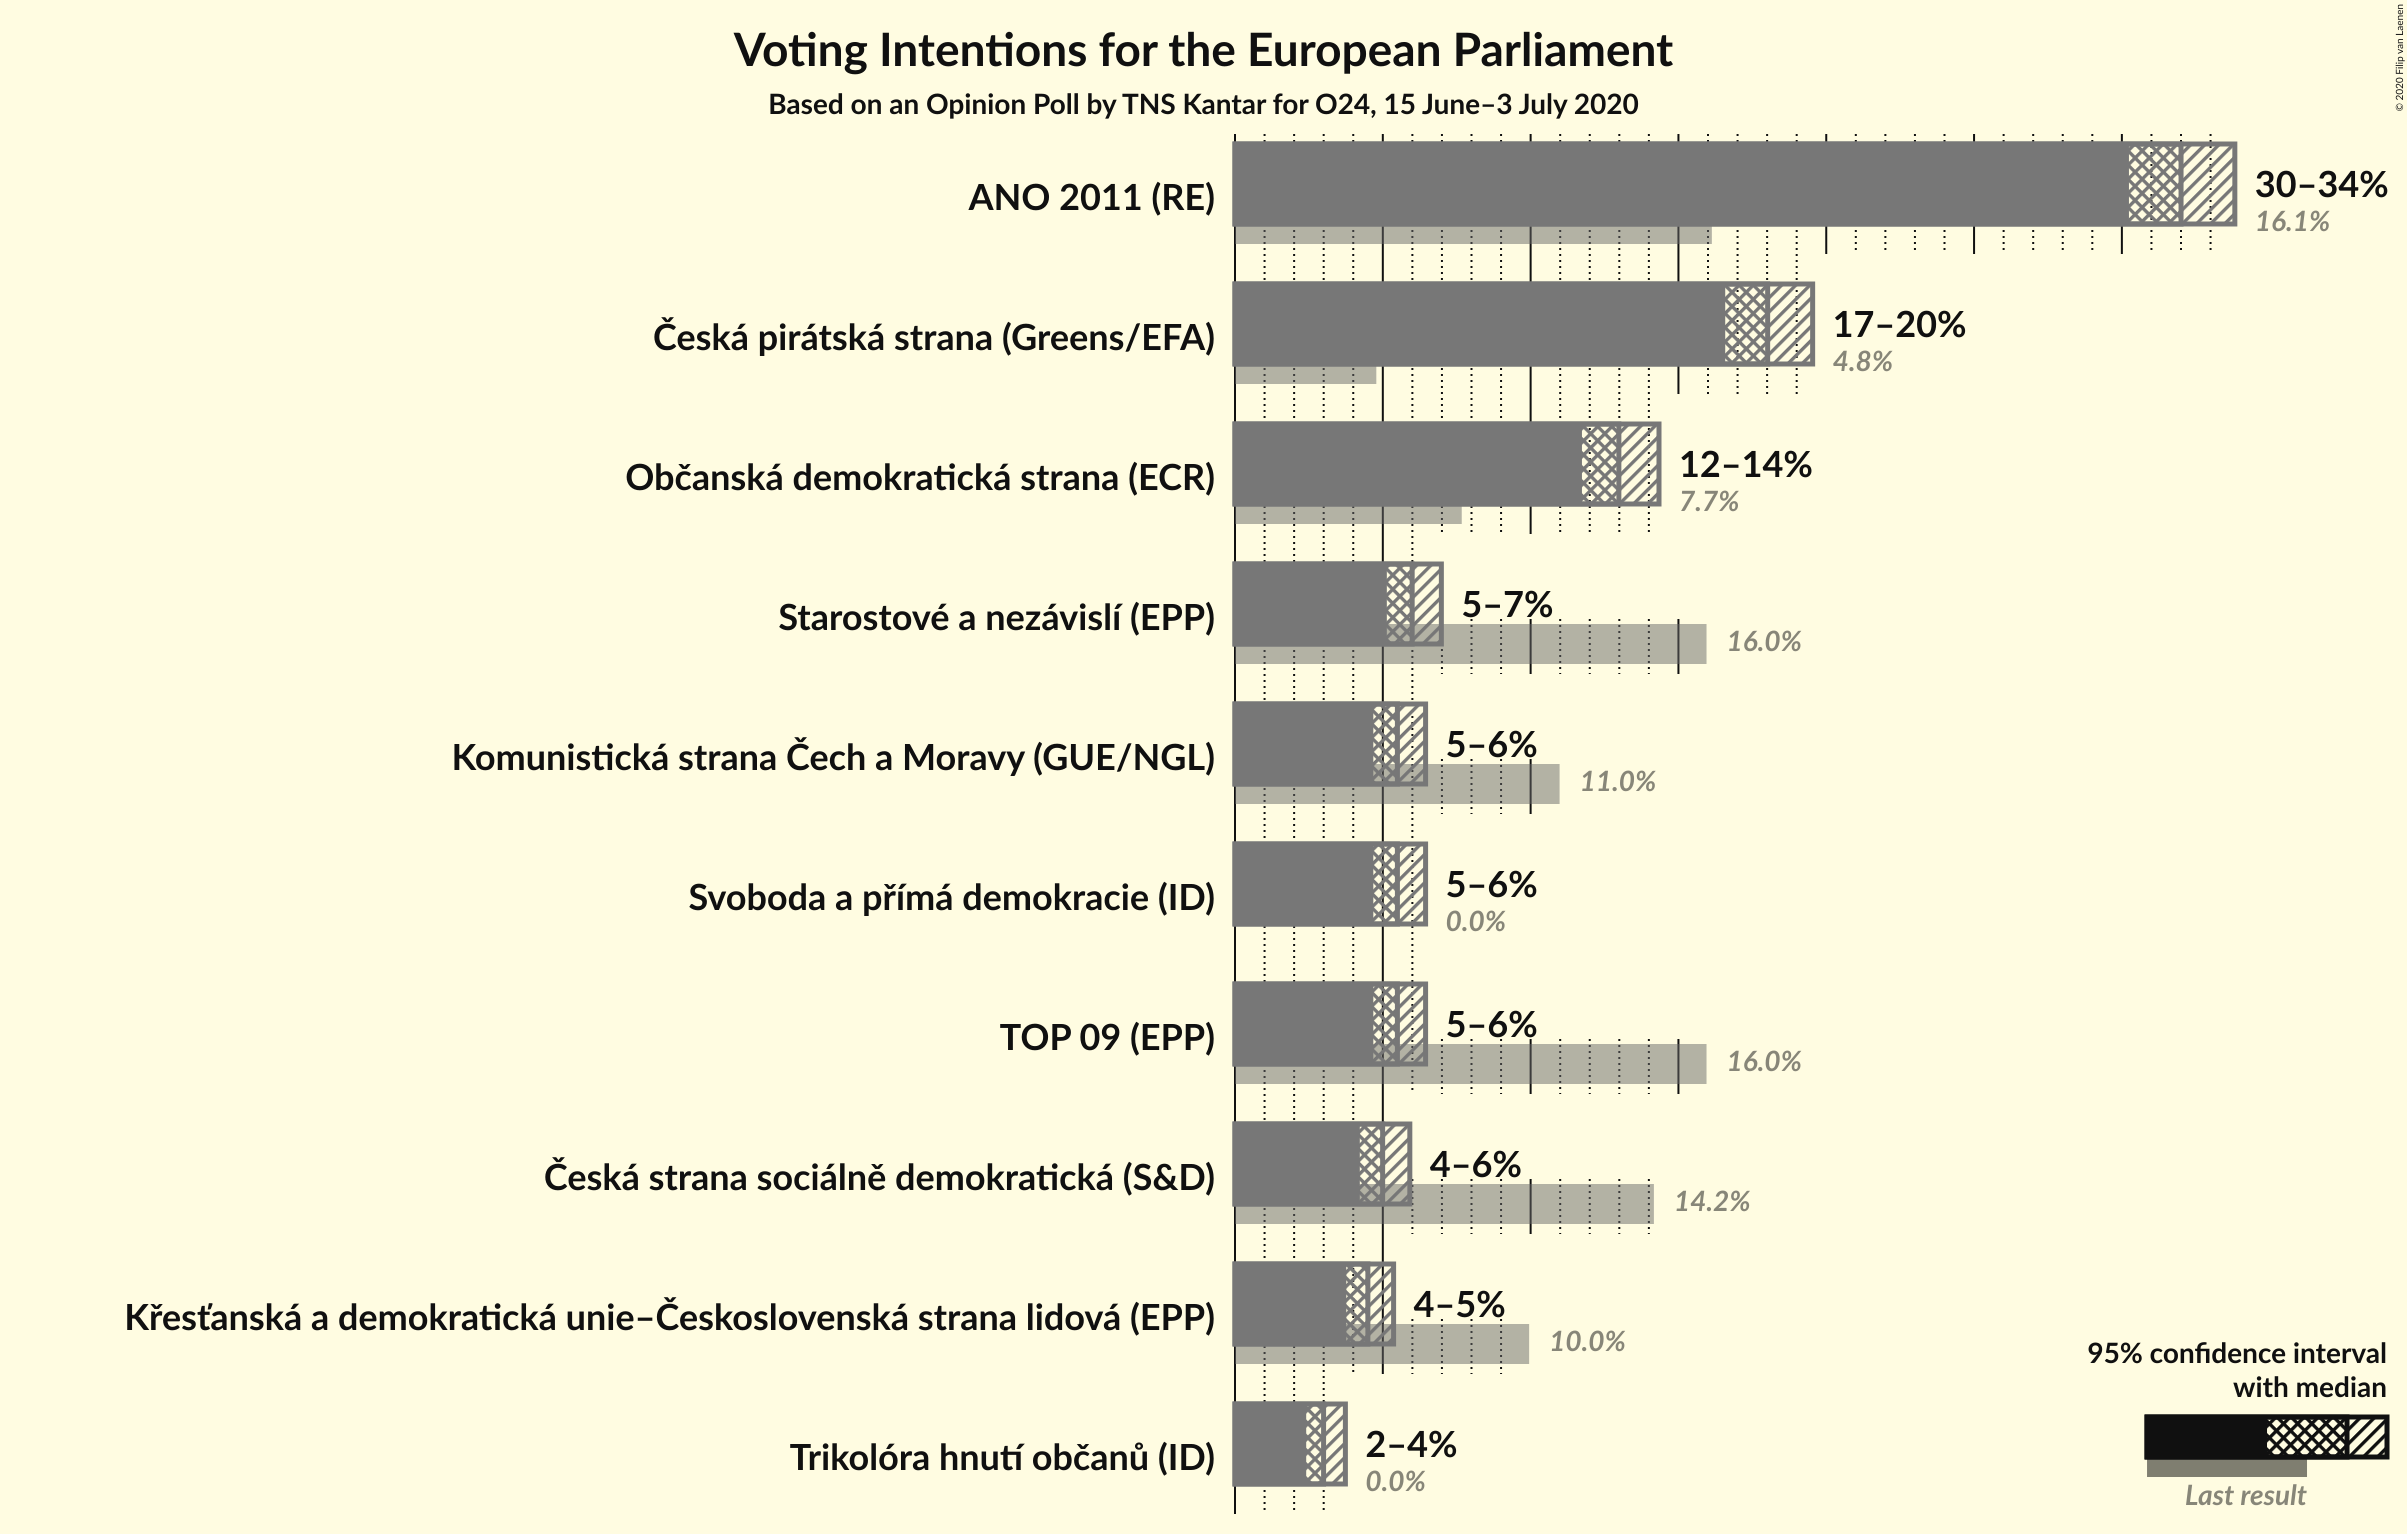 Voting Intentions for the European Parliament
Based on an Opinion Poll by TNS Kantar for O24, 15 June–3 July 2020
© 2020 Filip van Laenen
ANO 2011 (RE)
30–34%
16.1%
Česká pirátská strana (Greens/EFA)
17–20%
4.8%
Občanská demokratická strana (ECR)
12–14%
7.7%
Starostové a nezávislí (EPP)
5–7%
16.0%
Komunistická strana Čech a Moravy (GUE/NGL)
5–6%
11.0%
Svoboda a přímá demokracie (ID)
5–6%
0.0%
TOP 09 (EPP)
5–6%
16.0%
Česká strana sociálně demokratická (S&D)
4–6%
14.2%
Křesťanská a demokratická unie–Československá strana lidová (EPP)
4–5%
10.0%
Trikolóra hnutí občanů (ID)
2–4%
0.0%
95% confidence interval
with median
Last result